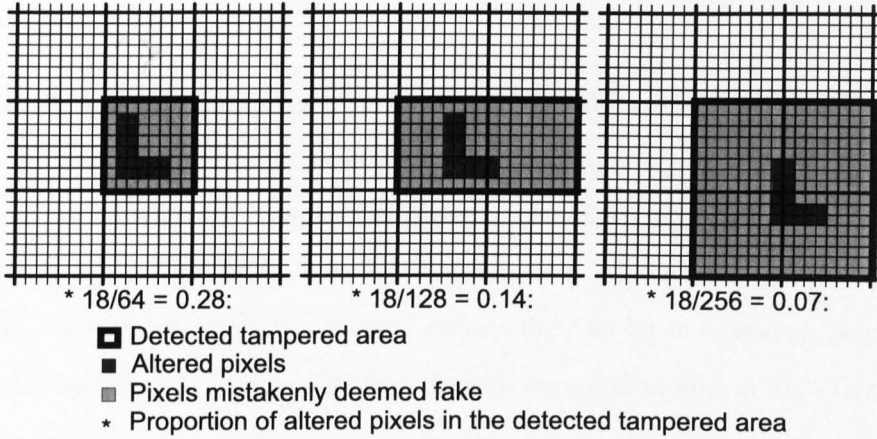 * 18/64 = 0.28:
* 18/128 = 0.14:
* 18/256 = 0.07:
Detected tampered area
Altered pixels
Pixels mistakenly deemed fake
* Proportion of altered pixels in the detected tampered area